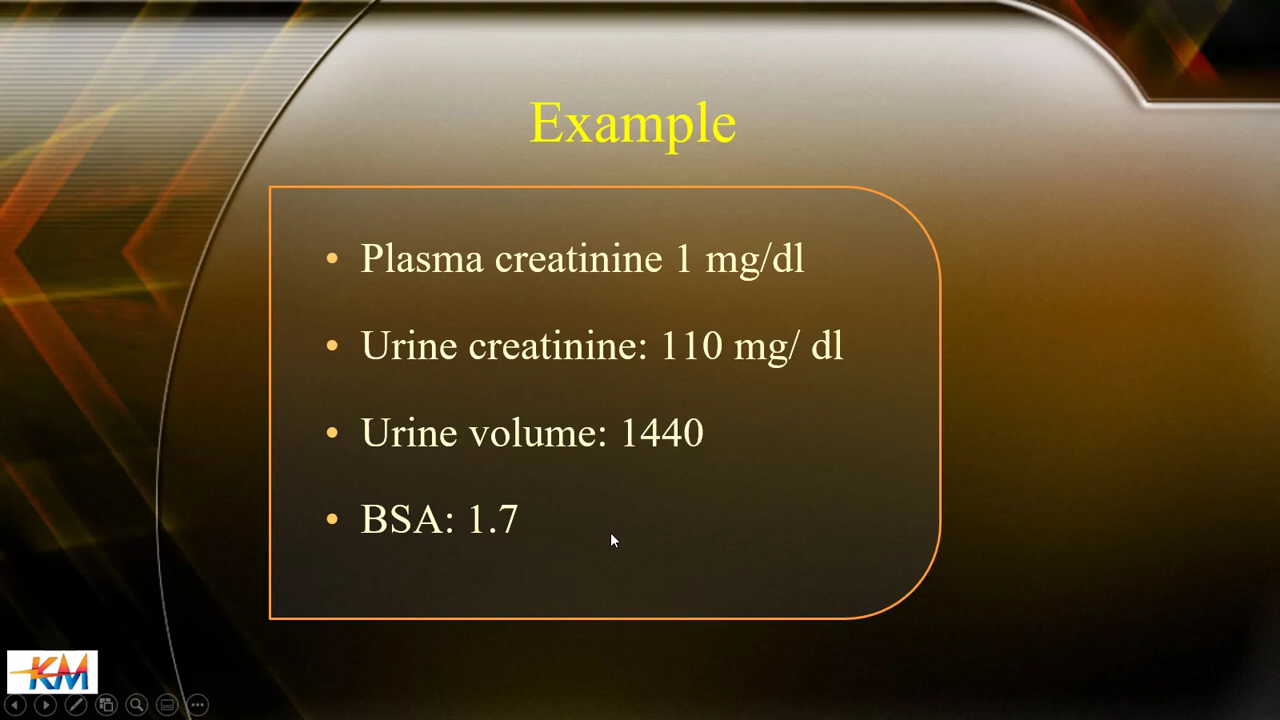 Example
• Plasma creatinine 1 mg/dl
• Urine creatinine: 110 mg/ dl
• Urine volume: 1440
• BSA: 1.7
KM